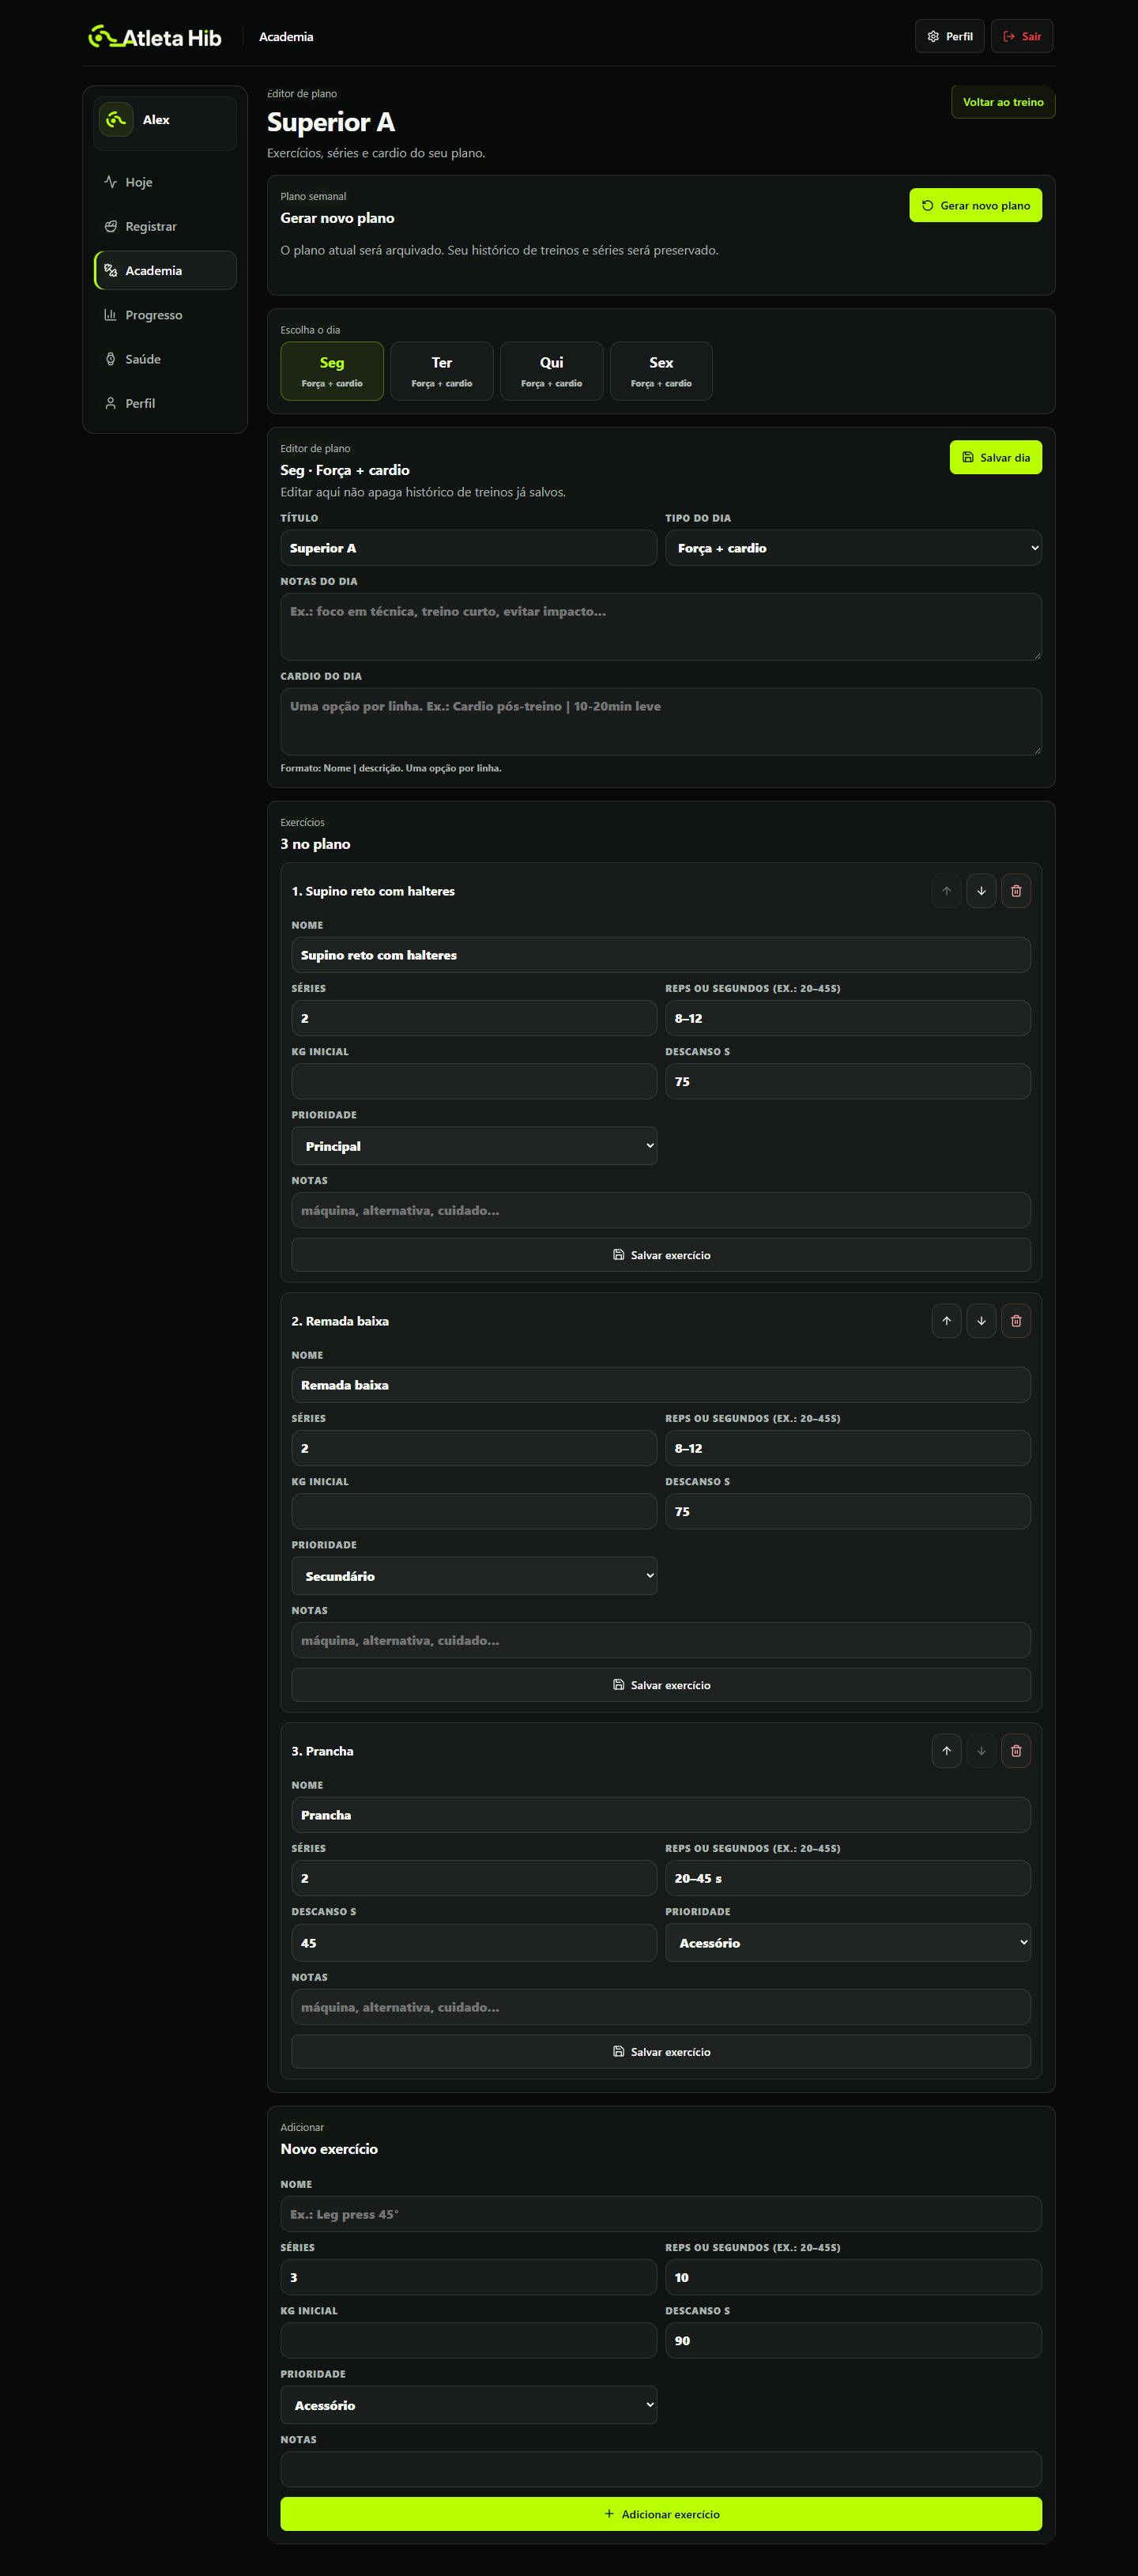 Atleta Hib
Academia
Perfil
Sair
Alex
Hoje
Registrar
Academia
Progresso
Saúde
Perfil
Editor de plano
Superior A
Exercícios, séries e cardio do seu plano.
Voltar ao treino
Plano semanal
Gerar novo plano
Gerar novo plano
O plano atual será arquivado. Seu histórico de treinos e séries será preservado.
Escolha o dia
Seg
Força + cardio
Ter
Força + cardio
Qui
Força + cardio
Sex
Força + cardio
Editor de plano
Seg · Força + cardio
Editar aqui não apaga histórico de treinos já salvos.
Salvar dia
TÍTULO
Superior A
TIPO DO DIA
Força + cardio
NOTAS DO DIA
Ex.: foco em técnica, treino curto, evitar impacto...
CARDIO DO DIA
Uma opção por linha. Ex.: Cardio pós-treino | 10-20min leve
Formato: Nome | descrição. Uma opção por linha.
Exercícios
3 no plano
1. Supino reto com halteres
NOME
Supino reto com halteres
SÉRIES
2
REPS OU SEGUNDOS (EX.: 20–45S)
8–12
KG INICIAL
DESCANSO S
75
PRIORIDADE
Principal
NOTAS
máquina, alternativa, cuidado...
Salvar exercício
2. Remada baixa
NOME
Remada baixa
SÉRIES
2
REPS OU SEGUNDOS (EX.: 20–45S)
8–12
KG INICIAL
DESCANSO S
75
PRIORIDADE
Secundário
NOTAS
máquina, alternativa, cuidado...
Salvar exercício
3. Prancha
NOME
Prancha
SÉRIES
2
REPS OU SEGUNDOS (EX.: 20–45S)
20–45 s
DESCANSO S
45
PRIORIDADE
Acessório
NOTAS
máquina, alternativa, cuidado...
Salvar exercício
Adicionar
Novo exercício
NOME
Ex.: Leg press 45°
SÉRIES
3
REPS OU SEGUNDOS (EX.: 20–45S)
10
KG INICIAL
DESCANSO S
90
PRIORIDADE
Acessório
NOTAS
Adicionar exercício